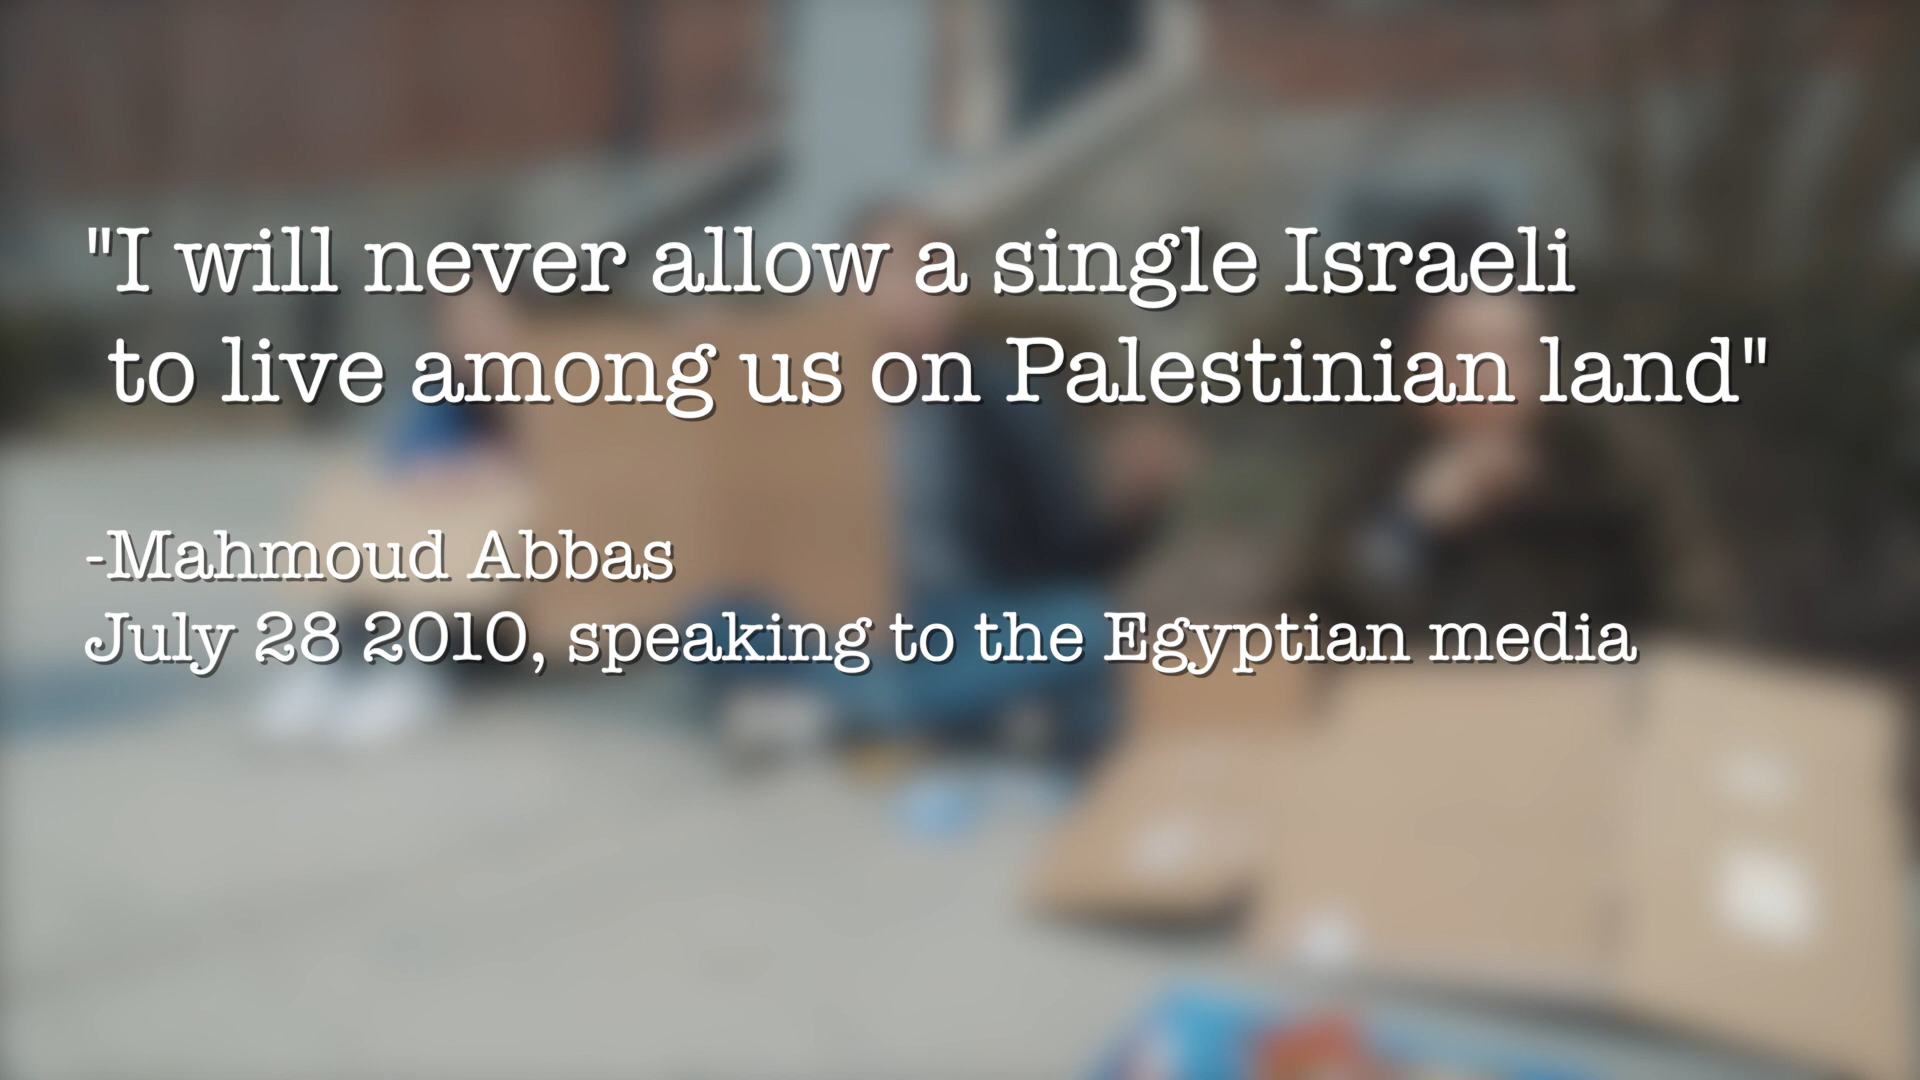 "I will never allow a single Israeli
to live among us on Palestinian land"
-Mahmoud Abbas
July 28 2010, speaking to the Egyptian media